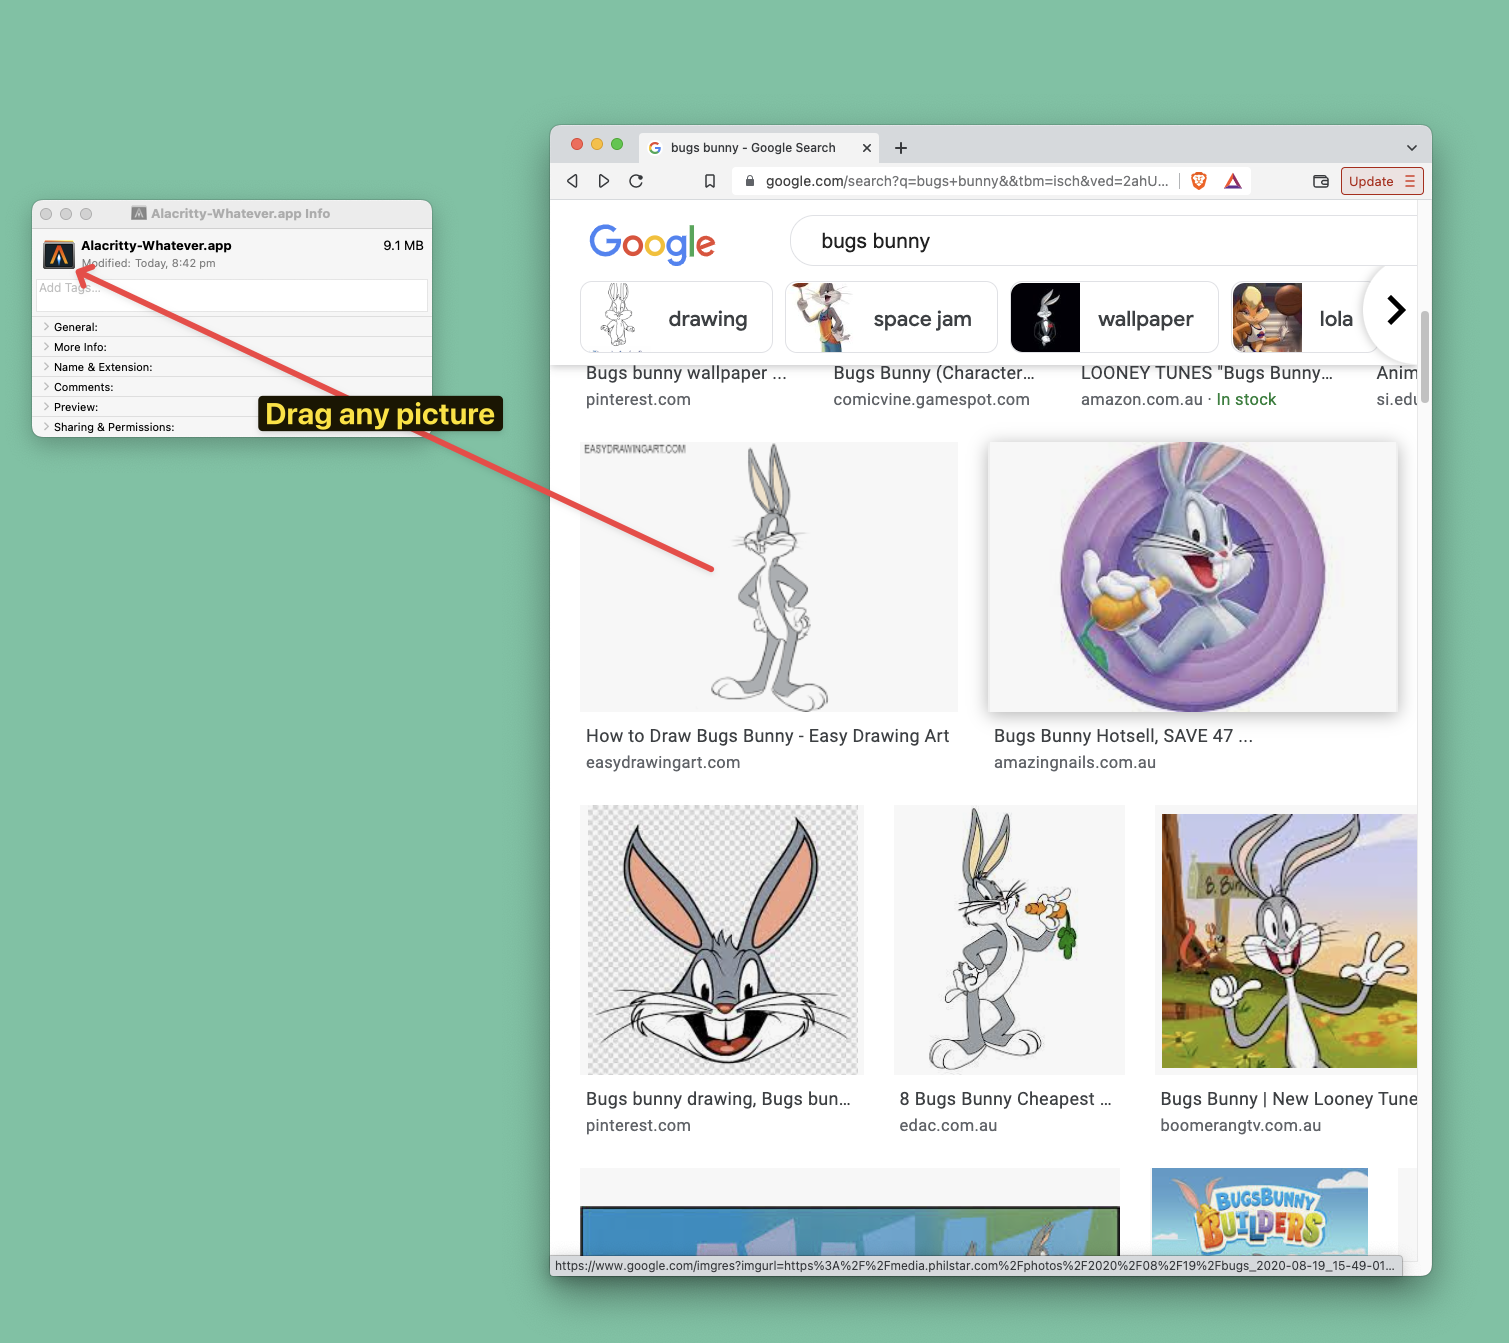 Alacritty-Whatever.app Info
Alacritty-Whatever.app
9.1 MB
Modified: Today, 8:42 pm
Add Tags...
General:
More Info:
Name & Extension:
Comments:
Preview:
Sharing & Permissions:
Drag any picture
bugs bunny - Google Search
google.com/search?q=bugs+bunny&&tbm=isch&ved=2ahU...
Update
Google
bugs bunny
drawing
space jam
wallpaper
lola
Bugs bunny wallpaper ...
pinterest.com
Bugs Bunny (Character...
comicvine.gamespot.com
LOONEY TUNES "Bugs Bunny...
amazon.com.au · In stock
Anim
si.edu
EASYDRAWINGART.COM
How to Draw Bugs Bunny - Easy Drawing Art
easydrawingart.com
Bugs Bunny Hotsell, SAVE 47 ...
amazingnails.com.au
B. Bunny
Bugs bunny drawing, Bugs bun...
pinterest.com
8 Bugs Bunny Cheapest ...
edac.com.au
Bugs Bunny | New Looney Tune
boomerangtv.com.au
BUGS BUNNY
BUILDERS
https://www.google.com/imgres?imgurl=https%3A%2F%2Fmedia.philstar.com%2Fphotos%2F2020%2F08%2F19%2Fbugs_2020-08-19_15-49-01...